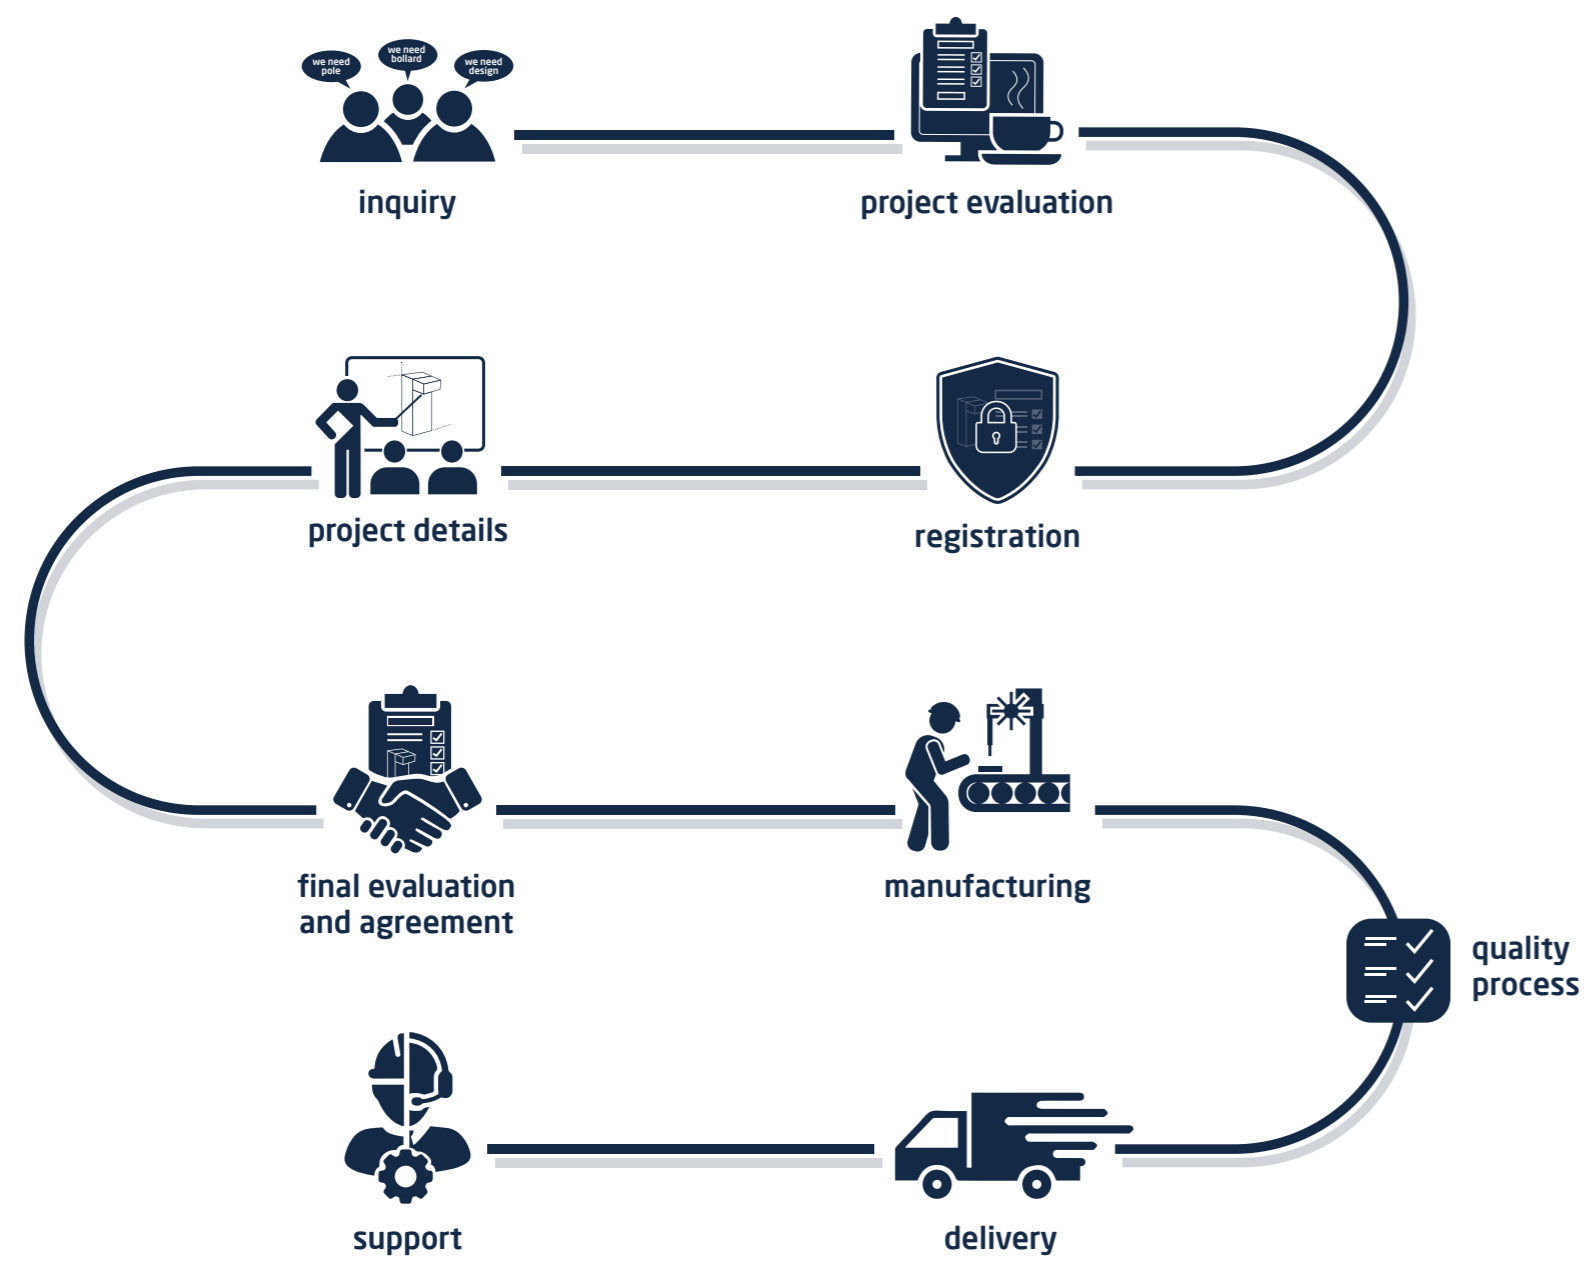 we need
pole
we need
bollard
we need
design
inquiry
project evaluation
registration
project details
final evaluation
and agreement
manufacturing
quality
process
delivery
support